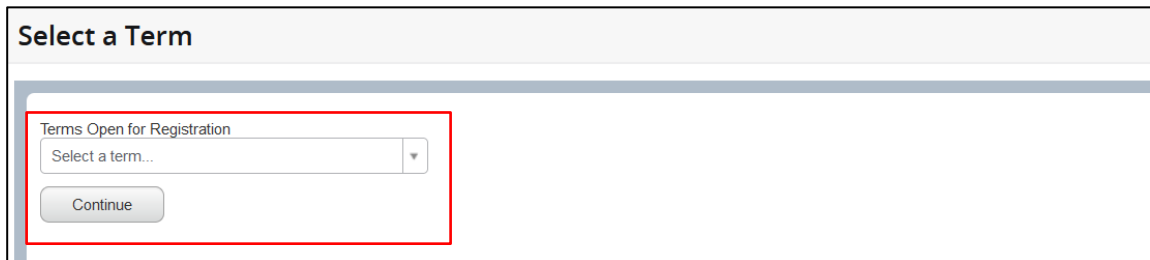 Select a Term
Terms Open for Registration
Select a term...
Continue